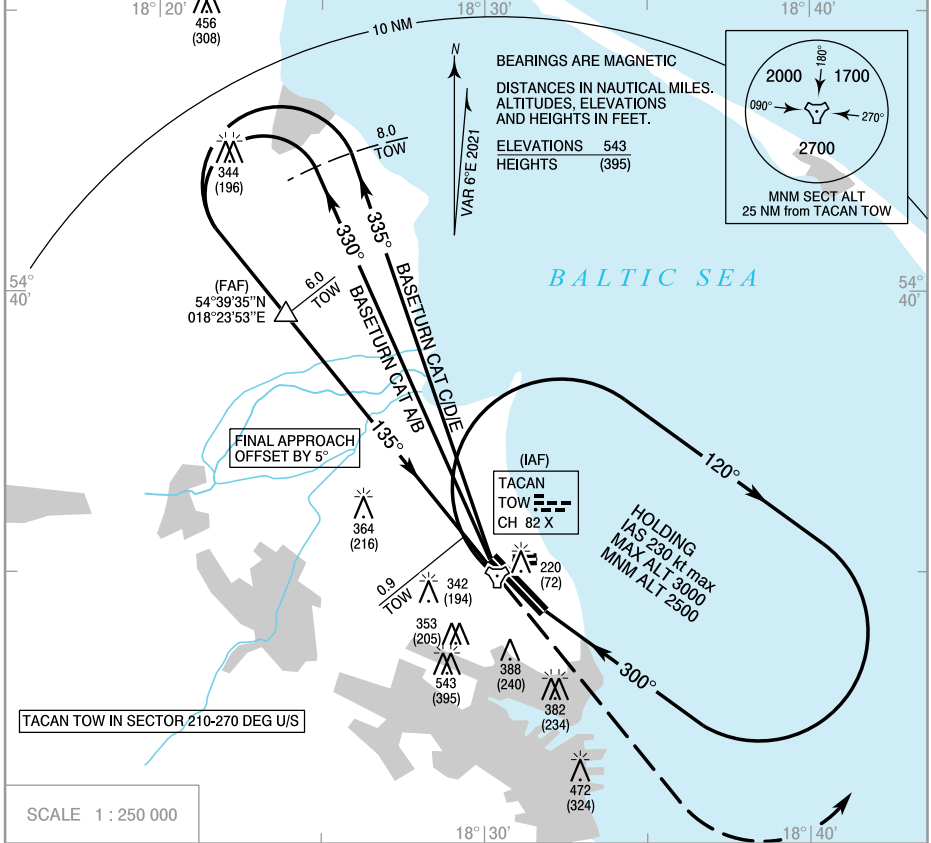 18°20'
18°30'
18°40'
456
(308)
10 NM
N
VAR 6°E 2021
BEARINGS ARE MAGNETIC
DISTANCES IN NAUTICAL MILES.
ALTITUDES, ELEVATIONS
AND HEIGHTS IN FEET.
ELEVATIONS 543
HEIGHTS (395)
180°
2000 1700
090° 270°
2700
MNM SECT ALT
25 NM from TACAN TOW
344
(196)
8.0
TOW
330°
335°
BASETURN CAT A/B
BASETURN CAT C/D/E
54°
40'
54°
40'
BALTIC SEA
(FAF)
54°39'35"N
018°23'53"E
6.0
TOW
135°
FINAL APPROACH
OFFSET BY 5°
(IAF)
TACAN
TOW
CH 82 X
120°
HOLDING
IAS 230 kt max
MAX ALT 3000
MNM ALT 2500
300°
364
(216)
220
(72)
0.9
TOW
342
(194)
353
(205)
543
(395)
388
(240)
382
(234)
472
(324)
TACAN TOW IN SECTOR 210-270 DEG U/S
SCALE 1 : 250 000
18°30'
18°40'